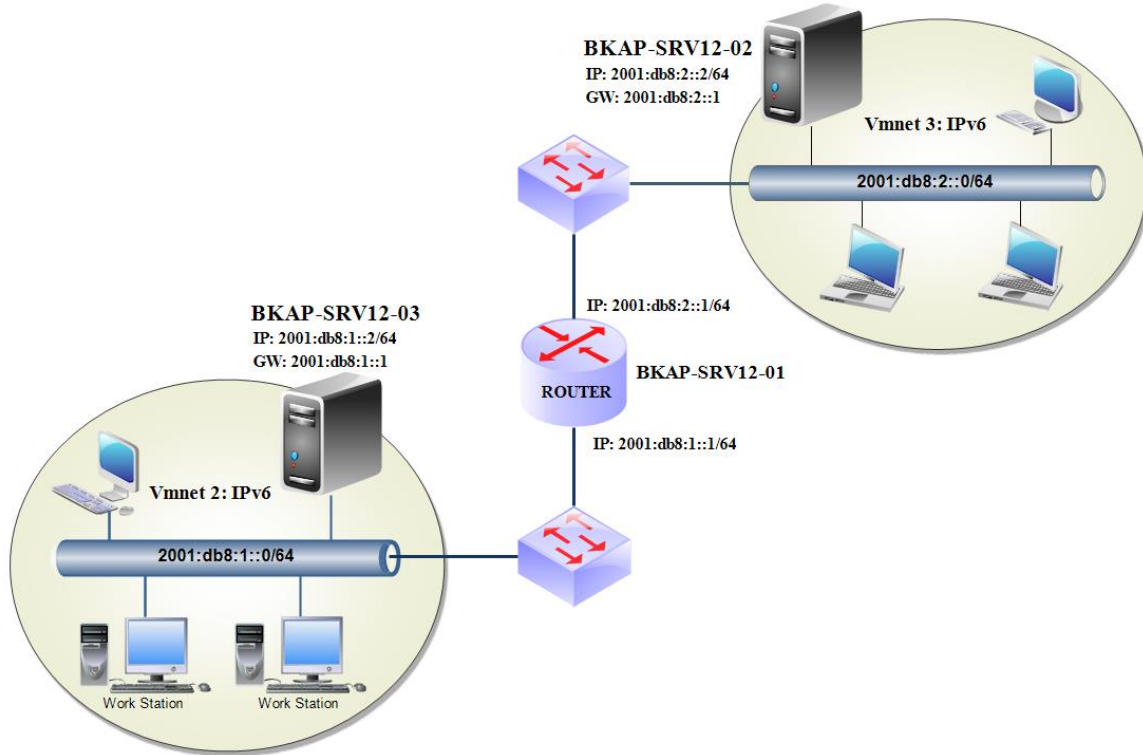 BKAP-SRV12-02
IP: 2001:db8:2::2/64
GW: 2001:db8:2::1
Vmnet 3: IPv6
2001:db8:2::0/64
IP: 2001:db8:2::1/64
BKAP-SRV12-03
IP: 2001:db8:1::2/64
GW: 2001:db8:1::1
ROUTER
BKAP-SRV12-01
IP: 2001:db8:1::1/64
Vmnet 2: IPv6
2001:db8:1::0/64
Work Station
Work Station